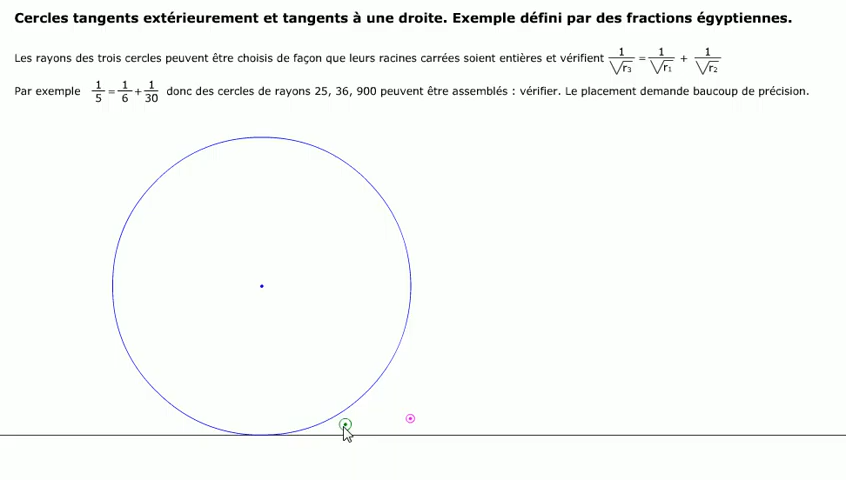 Cercles tangents extérieurement et tangents à une droite. Exemple défini par des fractions égyptiennes.
Les rayons des trois cercles peuvent être choisis de façon que leurs racines carrées soient entières et vérifient 1/√r₃ = 1/√r₁ + 1/√r₂
Par exemple 1/5 = 1/6 + 1/30 donc des cercles de rayons 25, 36, 900 peuvent être assemblés : vérifier. Le placement demande baucoup de précision.